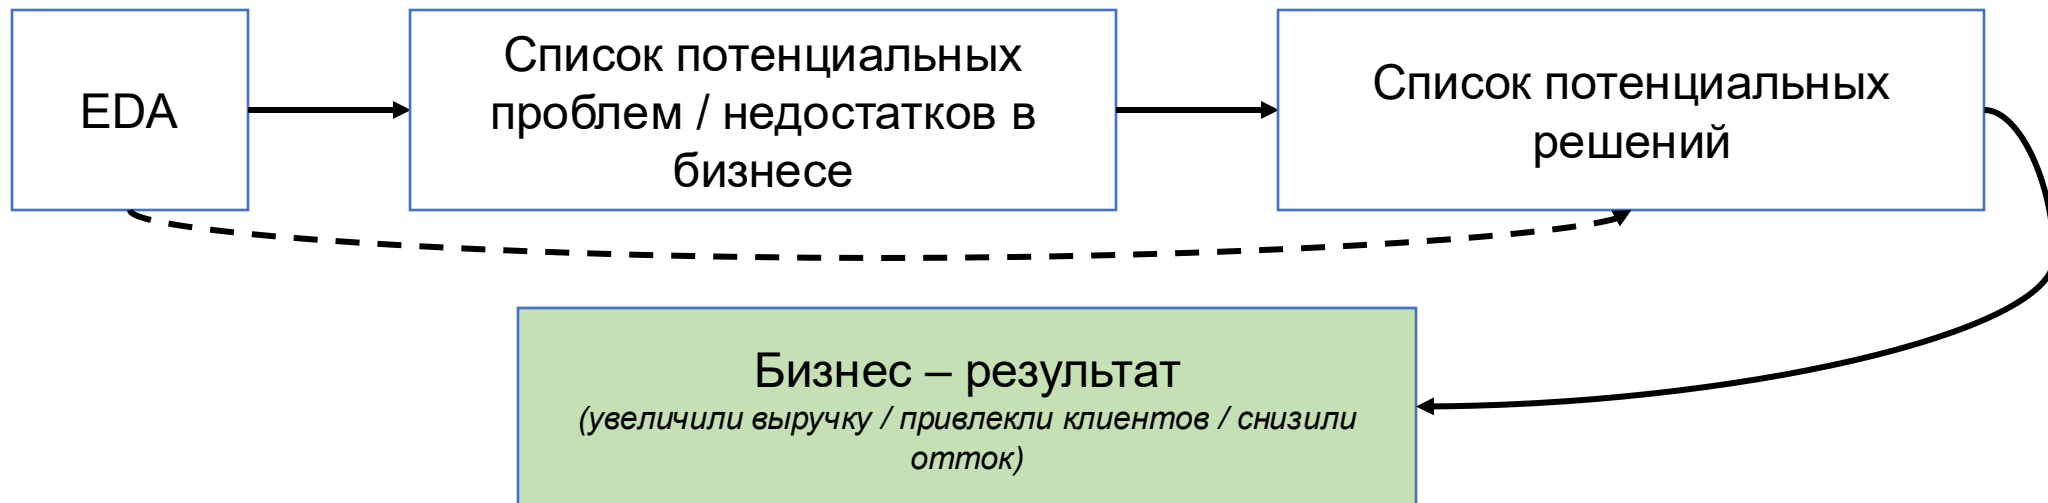 EDA
Список потенциальных
проблем / недостатков в
бизнесе
Список потенциальных
решений
Бизнес – результат
(увеличили выручку / привлекли клиентов / снизили
отток)